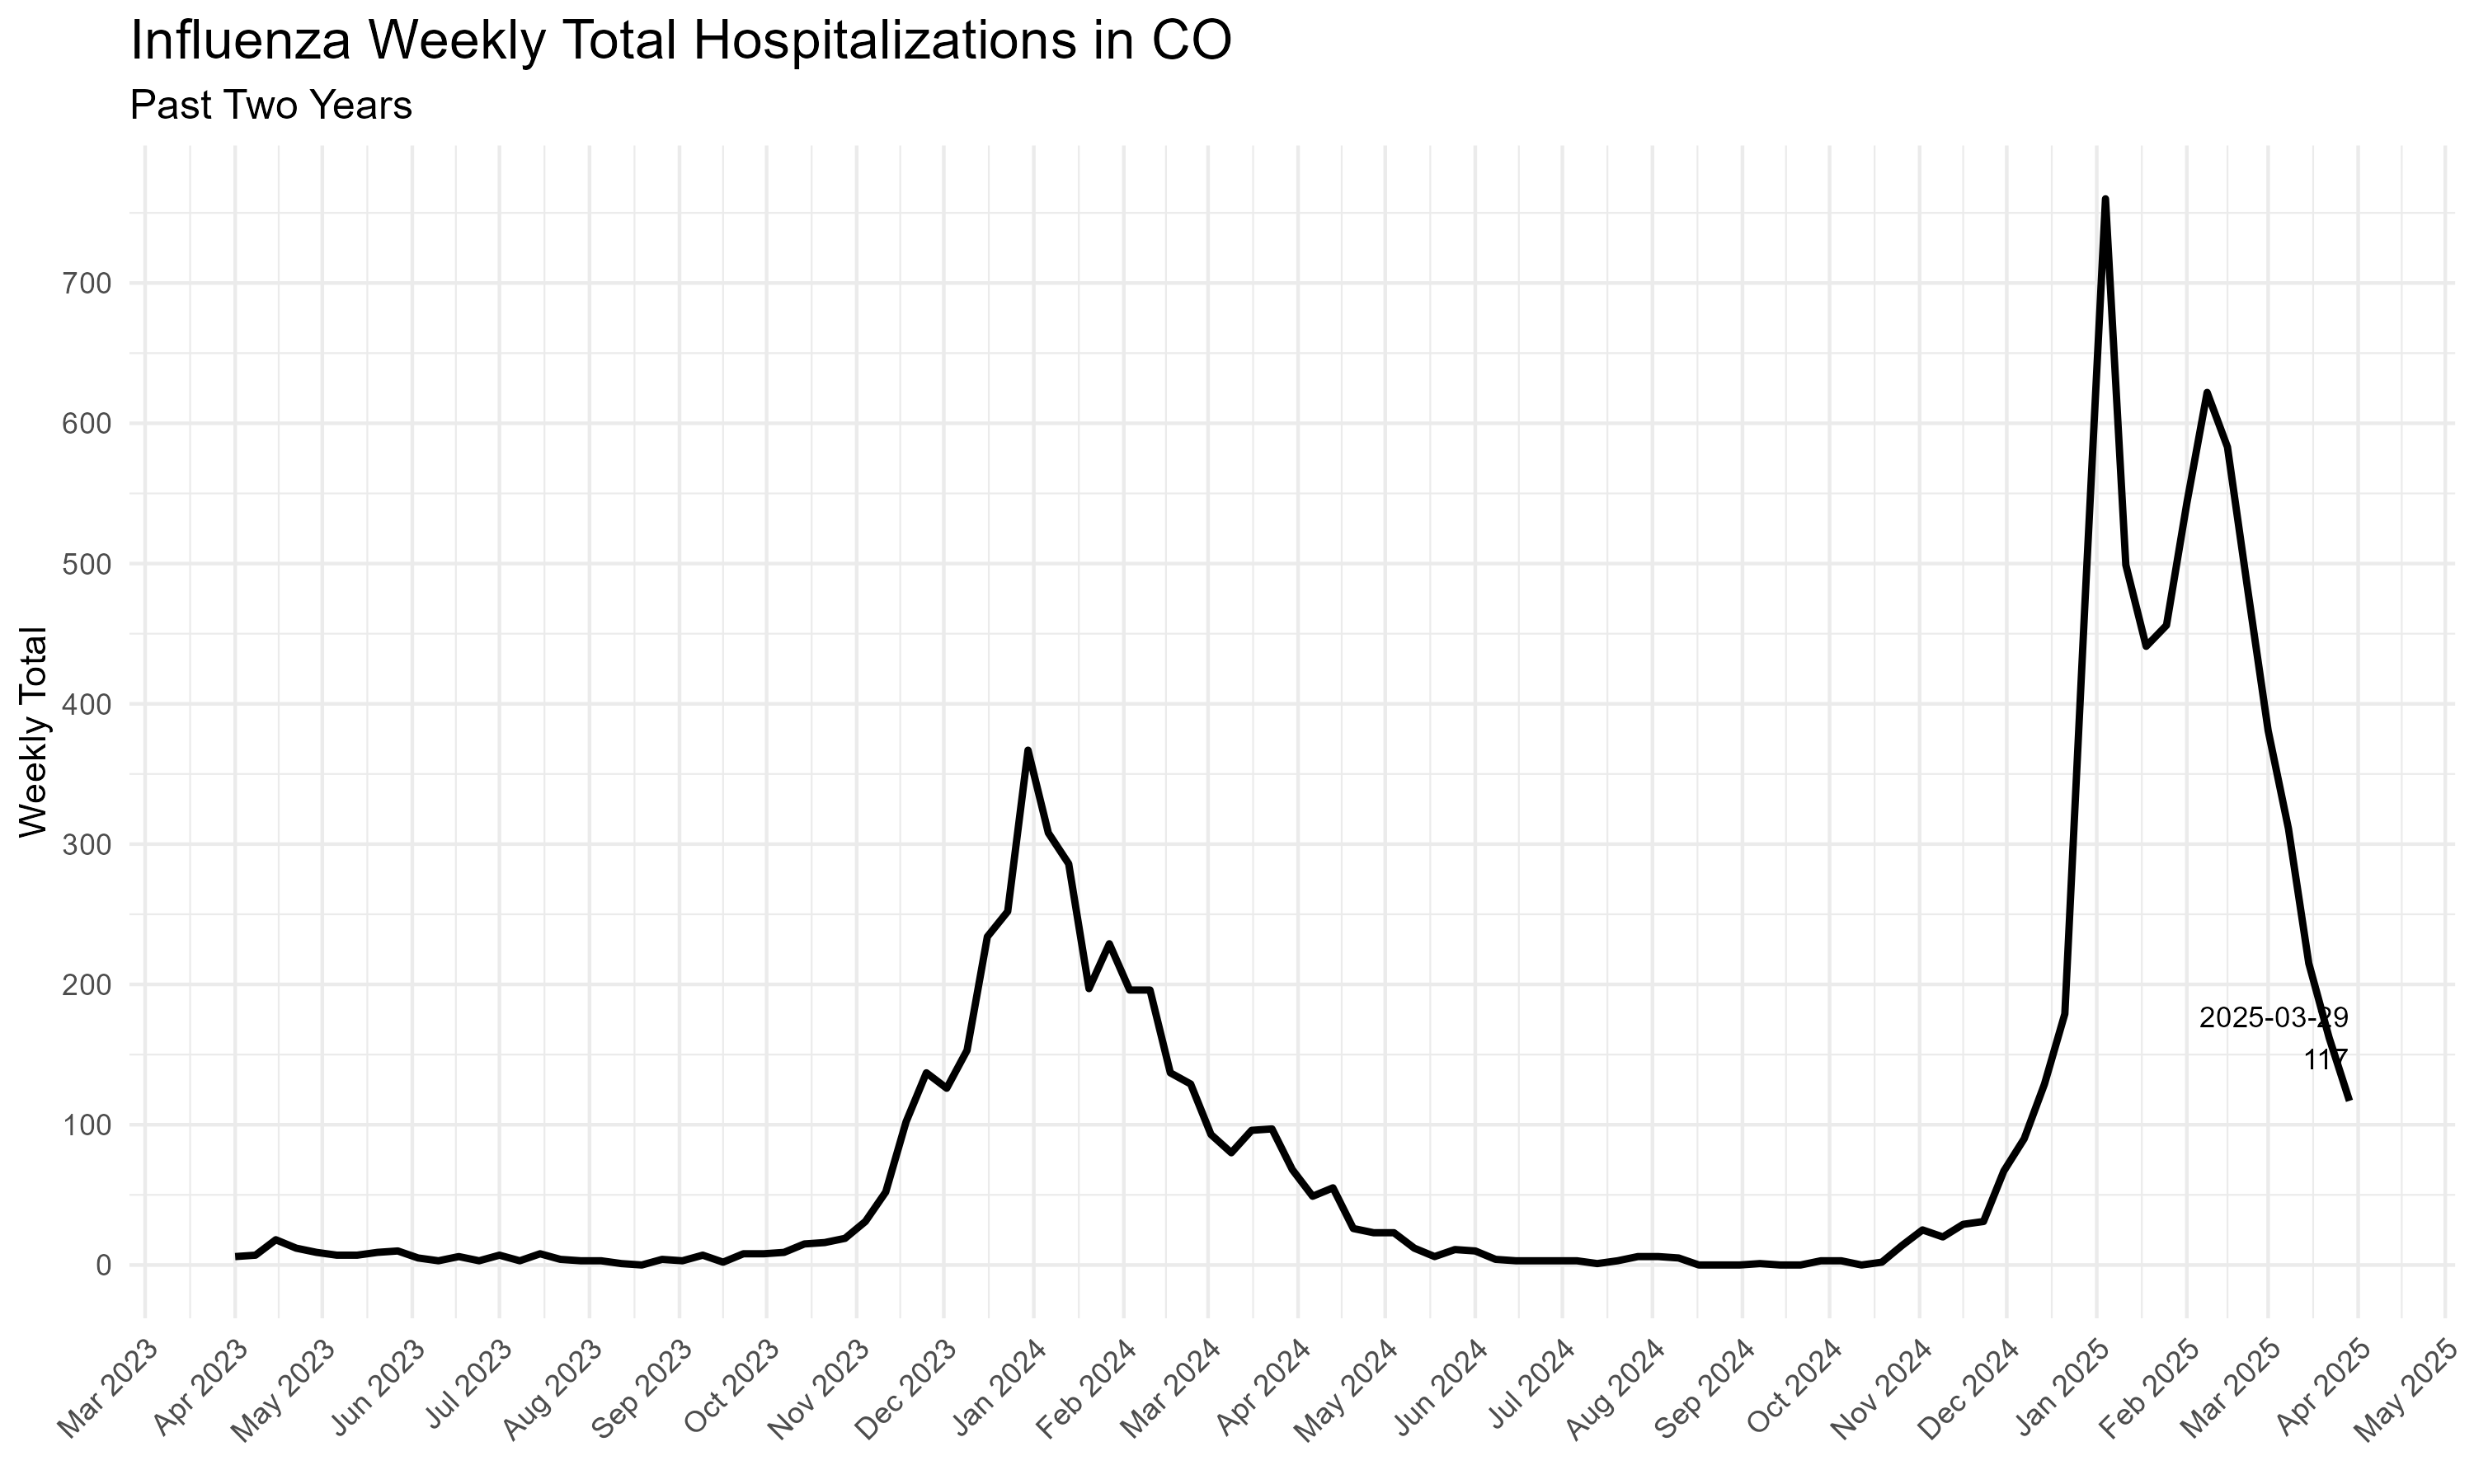 Influenza Weekly Total Hospitalizations in CO
Past Two Years
Weekly Total
700
600
500
400
300
200
100
0
2025-03-29
117
Mar 2023
Apr 2023
May 2023
Jun 2023
Jul 2023
Aug 2023
Sep 2023
Oct 2023
Nov 2023
Dec 2023
Jan 2024
Feb 2024
Mar 2024
Apr 2024
May 2024
Jun 2024
Jul 2024
Aug 2024
Sep 2024
Oct 2024
Nov 2024
Dec 2024
Jan 2025
Feb 2025
Mar 2025
Apr 2025
May 2025